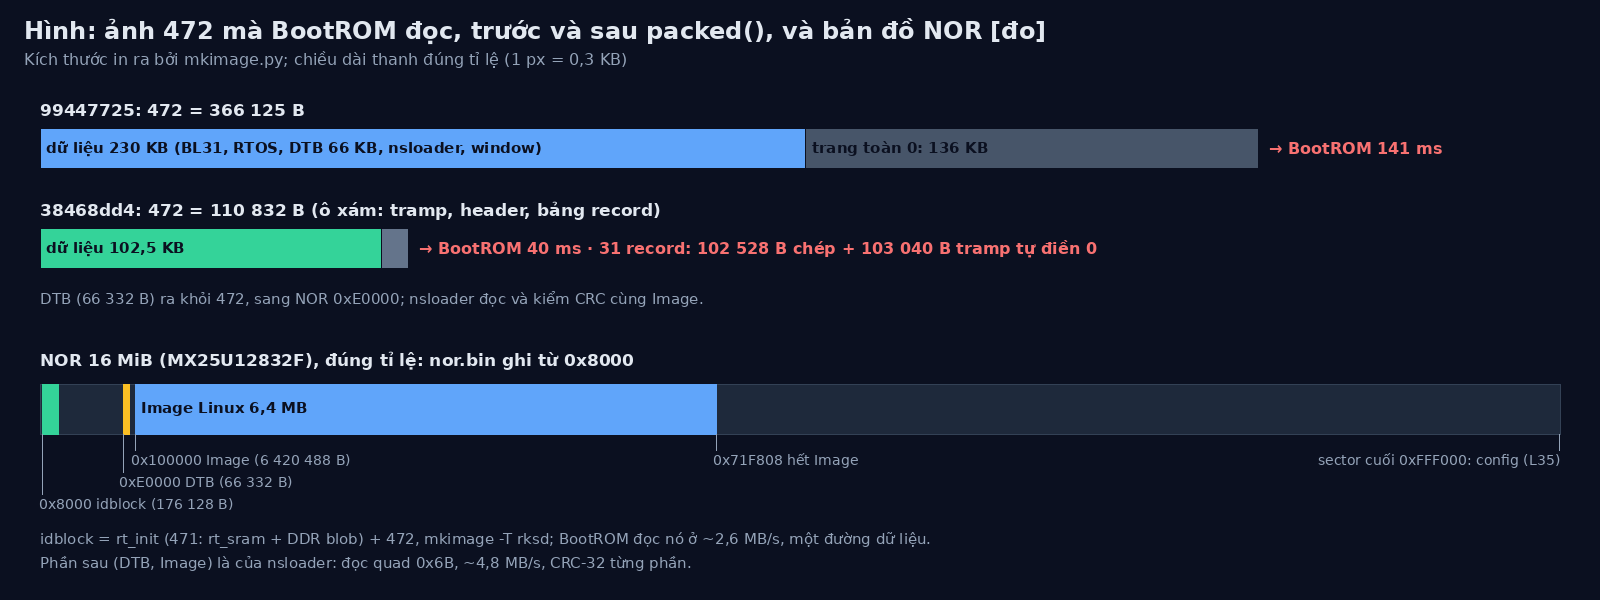 Hình: ảnh 472 mà BootROM đọc, trước và sau packed(), và bản đồ NOR [đo]
Kích thước in ra bởi mkimage.py; chiều dài thanh đúng tỉ lệ (1 px = 0,3 KB)
99447725: 472 = 366 125 B
dữ liệu 230 KB (BL31, RTOS, DTB 66 KB, nsloader, window)
trang toàn 0: 136 KB
→ BootROM 141 ms
38468dd4: 472 = 110 832 B (ô xám: tramp, header, bảng record)
dữ liệu 102,5 KB
→ BootROM 40 ms · 31 record: 102 528 B chép + 103 040 B tramp tự điền 0
DTB (66 332 B) ra khỏi 472, sang NOR 0xE0000; nsloader đọc và kiểm CRC cùng Image.
NOR 16 MiB (MX25U12832F), đúng tỉ lệ: nor.bin ghi từ 0x8000
Image Linux 6,4 MB
0x100000 Image (6 420 488 B)
0x71F808 hết Image
sector cuối 0xFFF000: config (L35)
0xE0000 DTB (66 332 B)
0x8000 idblock (176 128 B)
idblock = rt_init (471: rt_sram + DDR blob) + 472, mkimage -T rksd; BootROM đọc nó ở ~2,6 MB/s, một đường dữ liệu.
Phần sau (DTB, Image) là của nsloader: đọc quad 0x6B, ~4,8 MB/s, CRC-32 từng phần.